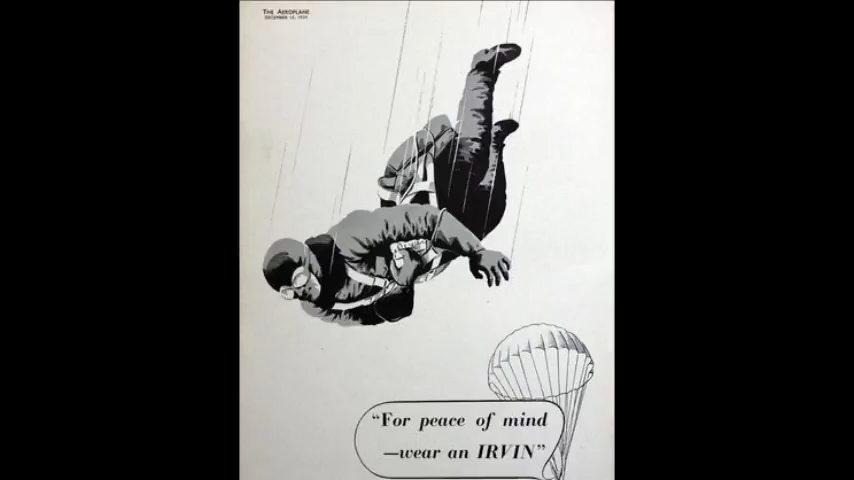 THE AEROPLANE
“For peace of mind
—wear an IRVIN”